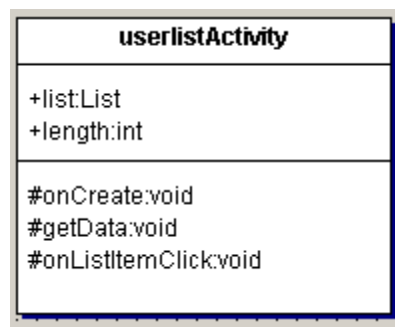 userlistActivity
+list:List
+length:int
#onCreate:void
#getData:void
#onListItemClick:void